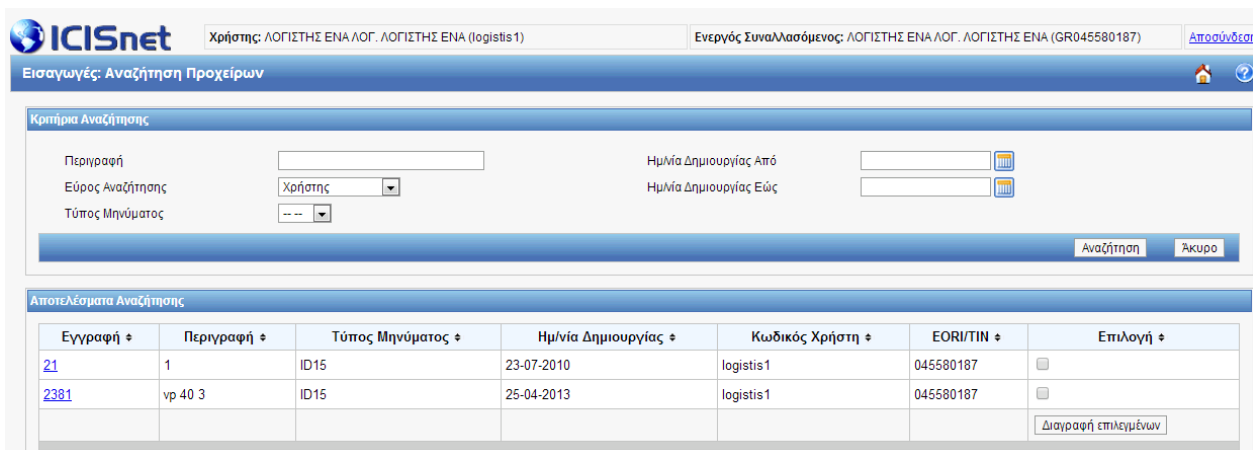 ICISnet Χρήστης: ΛΟΓΙΣΤΗΣ ΕΝΑ ΛΟΓ. ΛΟΓΙΣΤΗΣ ΕΝΑ (logistis1) Ενεργός Συναλλασόμενος: ΛΟΓΙΣΤΗΣ ΕΝΑ ΛΟΓ. ΛΟΓΙΣΤΗΣ ΕΝΑ (GR045580187) Αποσύνδεση
Εισαγωγές: Αναζήτηση Προχείρων
Κριτήρια Αναζήτησης
Περιγραφή Ημ/νία Δημιουργίας Από
Εύρος Αναζήτησης Χρήστης Ημ/νία Δημιουργίας Εώς
Τύπος Μηνύματος -- --
Αναζήτηση Άκυρο
Αποτελέσματα Αναζήτησης
Εγγραφή Περιγραφή Τύπος Μηνύματος Ημ/νία Δημιουργίας Κωδικός Χρήστη EORI/TIN Επιλογή
21 1 ID15 23-07-2010 logistis1 045580187
2381 vp 40 3 ID15 25-04-2013 logistis1 045580187
Διαγραφή επιλεγμένων